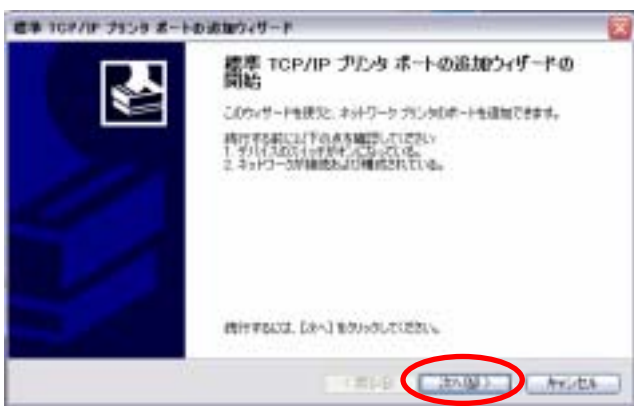 標準 TCP/IP プリンタ ポートの追加ウィザード
標準 TCP/IP プリンタ ポートの追加ウィザードの
開始
このウィザードを使うと、ネットワーク プリンタのポートを追加できます。
続行する前に以下の点を確認してください:
1. デバイスのスイッチがオンになっている。
2. ネットワークが接続および構成されている。
続行するには、[次へ] をクリックしてください。
< 戻る(B)
次へ(N) >
キャンセル